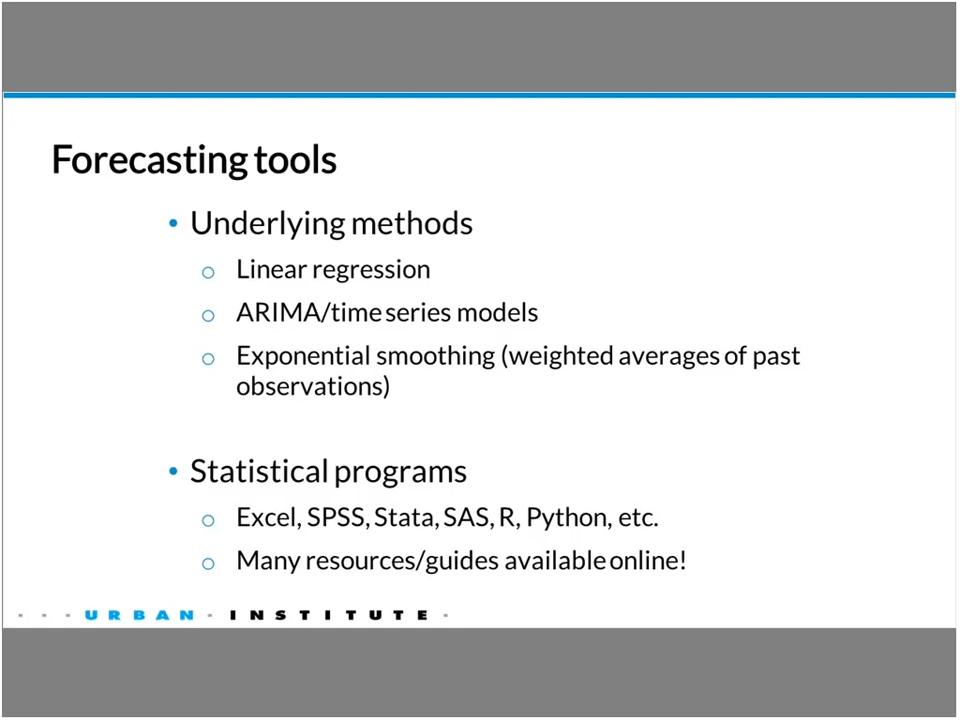 Forecasting tools
• Underlying methods
o Linear regression
o ARIMA/time series models
o Exponential smoothing (weighted averages of past
observations)
• Statistical programs
o Excel, SPSS, Stata, SAS, R, Python, etc.
o Many resources/guides available online!
URBAN INSTITUTE